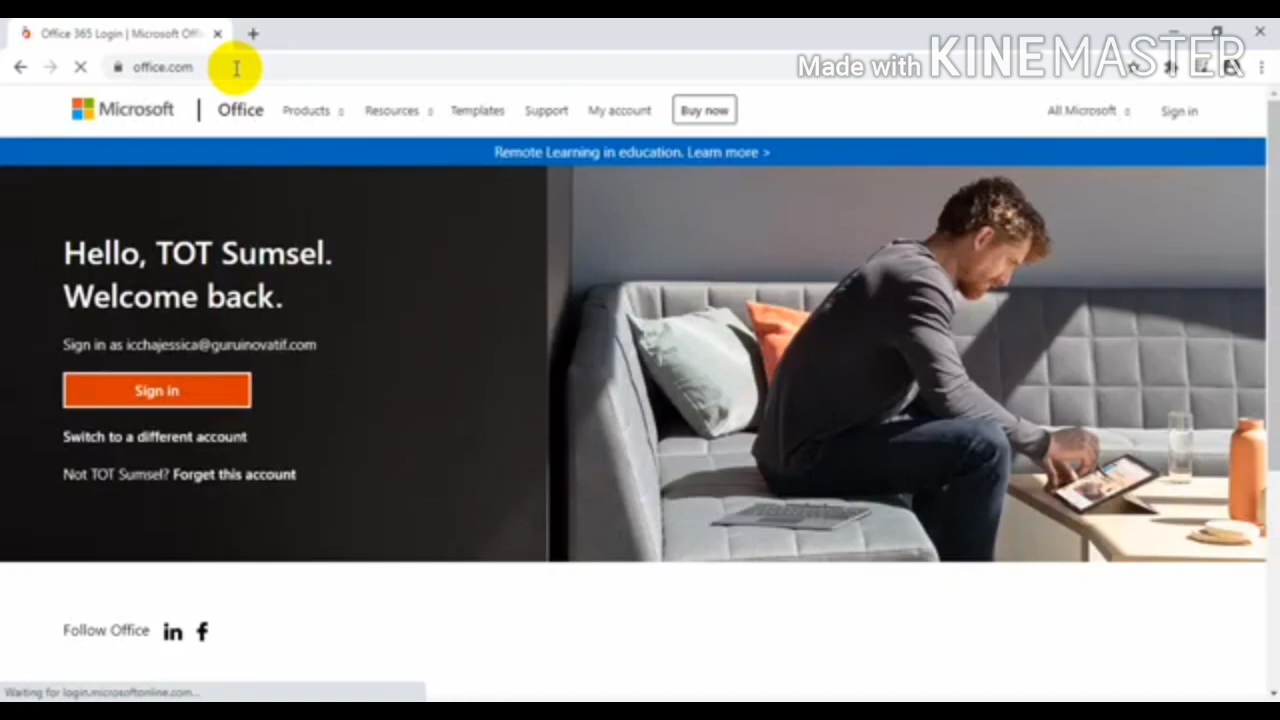 Office 365 Login | Microsoft Offi
office.com
Made with KINEMASTER
Microsoft | Office Products Resources Templates Support My account Buy now All Microsoft Sign in
Remote Learning in education. Learn more >
Hello, TOT Sumsel.
Welcome back.
Sign in as icchajessica@guruinovatif.com
Sign in
Switch to a different account
Not TOT Sumsel? Forget this account
Follow Office in f
Waiting for login.microsoftonline.com...